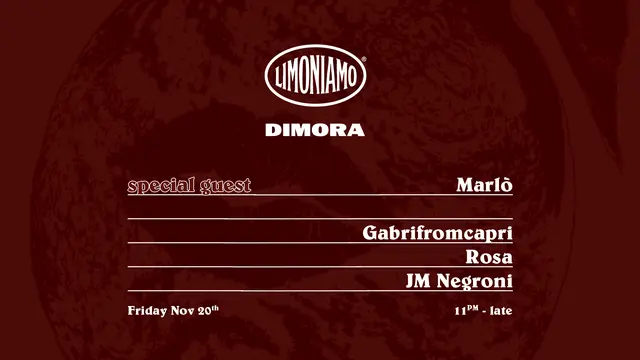 LIMONIAMO®
DIMORA
special guest Marlò
Gabrifromcapri
Rosa
JM Negroni
Friday Nov 20th 11PM - late